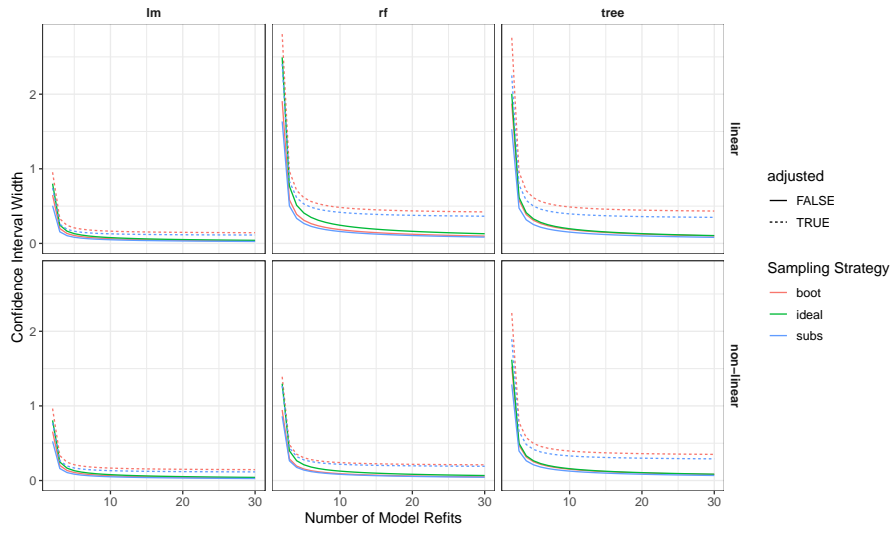 lm
rf
tree
2
1
0
linear
2
1
0
non−linear
10
20
30
10
20
30
10
20
30
Number of Model Refits
Confidence Interval Width
adjusted
FALSE
TRUE
Sampling Strategy
boot
ideal
subs